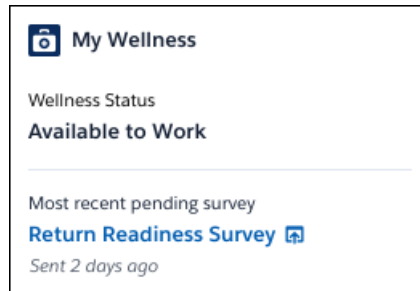 My Wellness
Wellness Status
Available to Work
Most recent pending survey
Return Readiness Survey
Sent 2 days ago